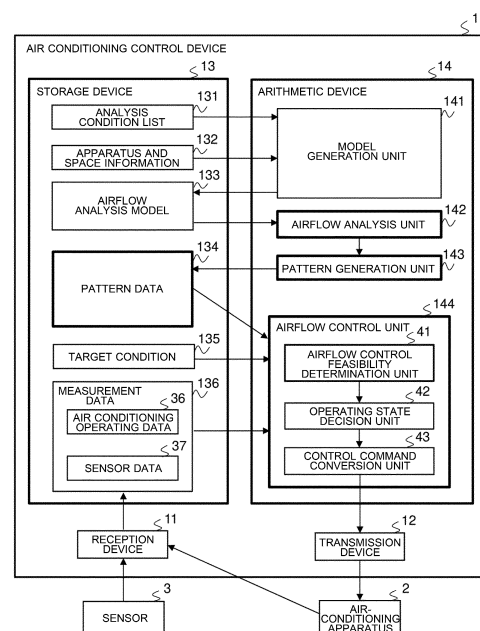 1
AIR CONDITIONING CONTROL DEVICE
13
STORAGE DEVICE
131
ANALYSIS
CONDITION LIST
132
APPARATUS AND
SPACE INFORMATION
133
AIRFLOW
ANALYSIS MODEL
134
PATTERN DATA
135
TARGET CONDITION
136
MEASUREMENT
DATA
36
AIR CONDITIONING
OPERATING DATA
37
SENSOR DATA
14
ARITHMETIC DEVICE
141
MODEL
GENERATION UNIT
142
AIRFLOW ANALYSIS UNIT
143
PATTERN GENERATION UNIT
144
AIRFLOW CONTROL UNIT
41
AIRFLOW CONTROL
FEASIBILITY
DETERMINATION UNIT
42
OPERATING STATE
DECISION UNIT
43
CONTROL COMMAND
CONVERSION UNIT
11
RECEPTION
DEVICE
12
TRANSMISSION
DEVICE
3
SENSOR
2
AIR-
CONDITIONING
APPARATUS